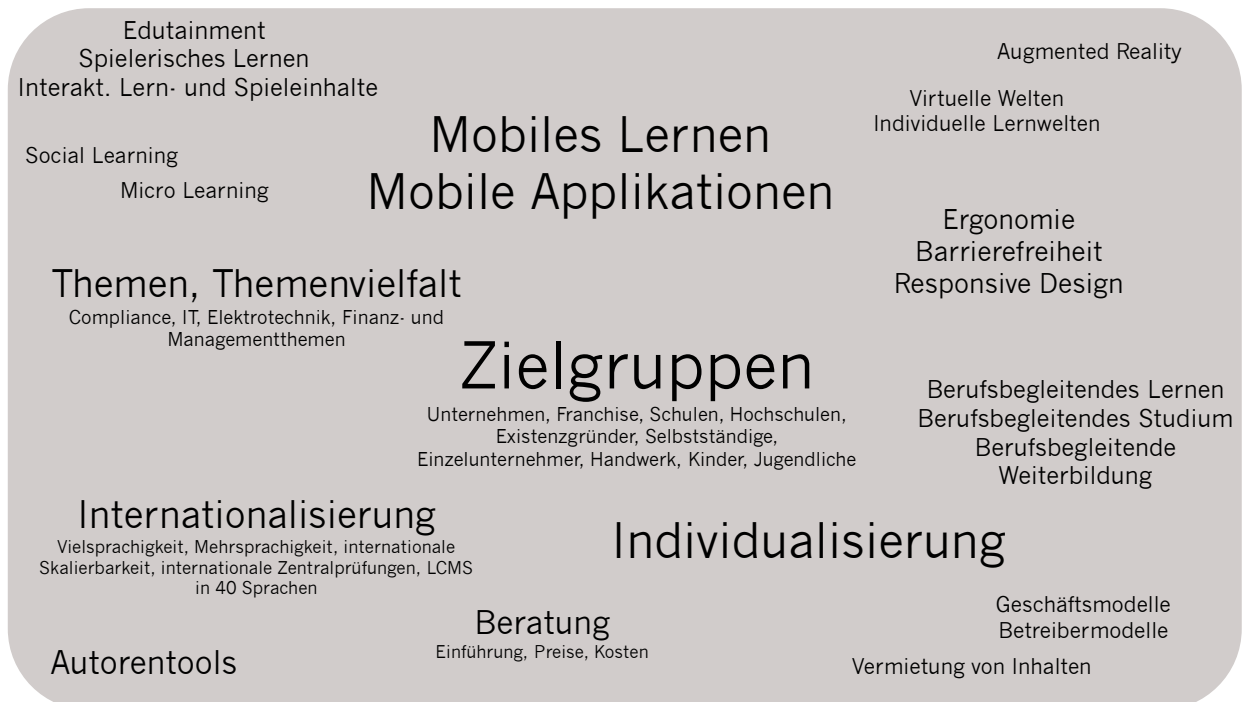 Edutainment
Spielerisches Lernen
Interakt. Lern- und Spieleinhalte
Augmented Reality
Virtuelle Welten
Individuelle Lernwelten
Mobiles Lernen
Mobile Applikationen
Social Learning
Micro Learning
Ergonomie
Barrierefreiheit
Responsive Design
Themen, Themenvielfalt
Compliance, IT, Elektrotechnik, Finanz- und
Managementthemen
Zielgruppen
Unternehmen, Franchise, Schulen, Hochschulen,
Existenzgründer, Selbstständige,
Einzelunternehmer, Handwerk, Kinder, Jugendliche
Berufsbegleitendes Lernen
Berufsbegleitendes Studium
Berufsbegleitende
Weiterbildung
Internationalisierung
Vielsprachigkeit, Mehrsprachigkeit, internationale
Skalierbarkeit, internationale Zentralprüfungen, LCMS
in 40 Sprachen
Individualisierung
Beratung
Einführung, Preise, Kosten
Geschäftsmodelle
Betreibermodelle
Autorentools
Vermietung von Inhalten